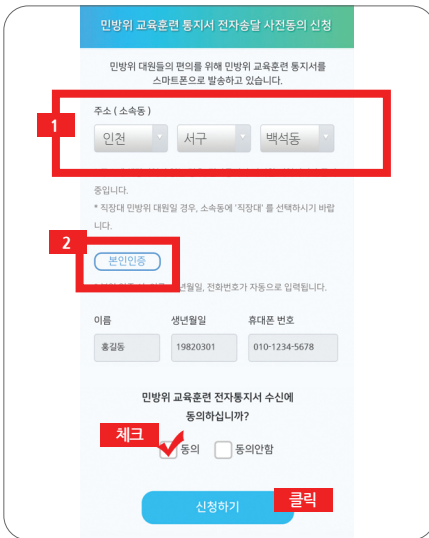 민방위 교육훈련 통지서 전자송달 사전동의 신청
민방위 대원들의 편의를 위해 민방위 교육훈련 통지서를
스마트폰으로 발송하고 있습니다.
주소 ( 소속동 )
1
인천 서구 백석동
중입니다.
* 직장대 민방위 대원일 경우, 소속동에 '직장대' 를 선택하시기 바랍
니다.
2
본인인증
년월일, 전화번호가 자동으로 입력됩니다.
이름 생년월일 휴대폰 번호
홍길동 19820301 010-1234-5678
민방위 교육훈련 전자통지서 수신에
동의하십니까?
체크
동의 동의안함
신청하기 클릭